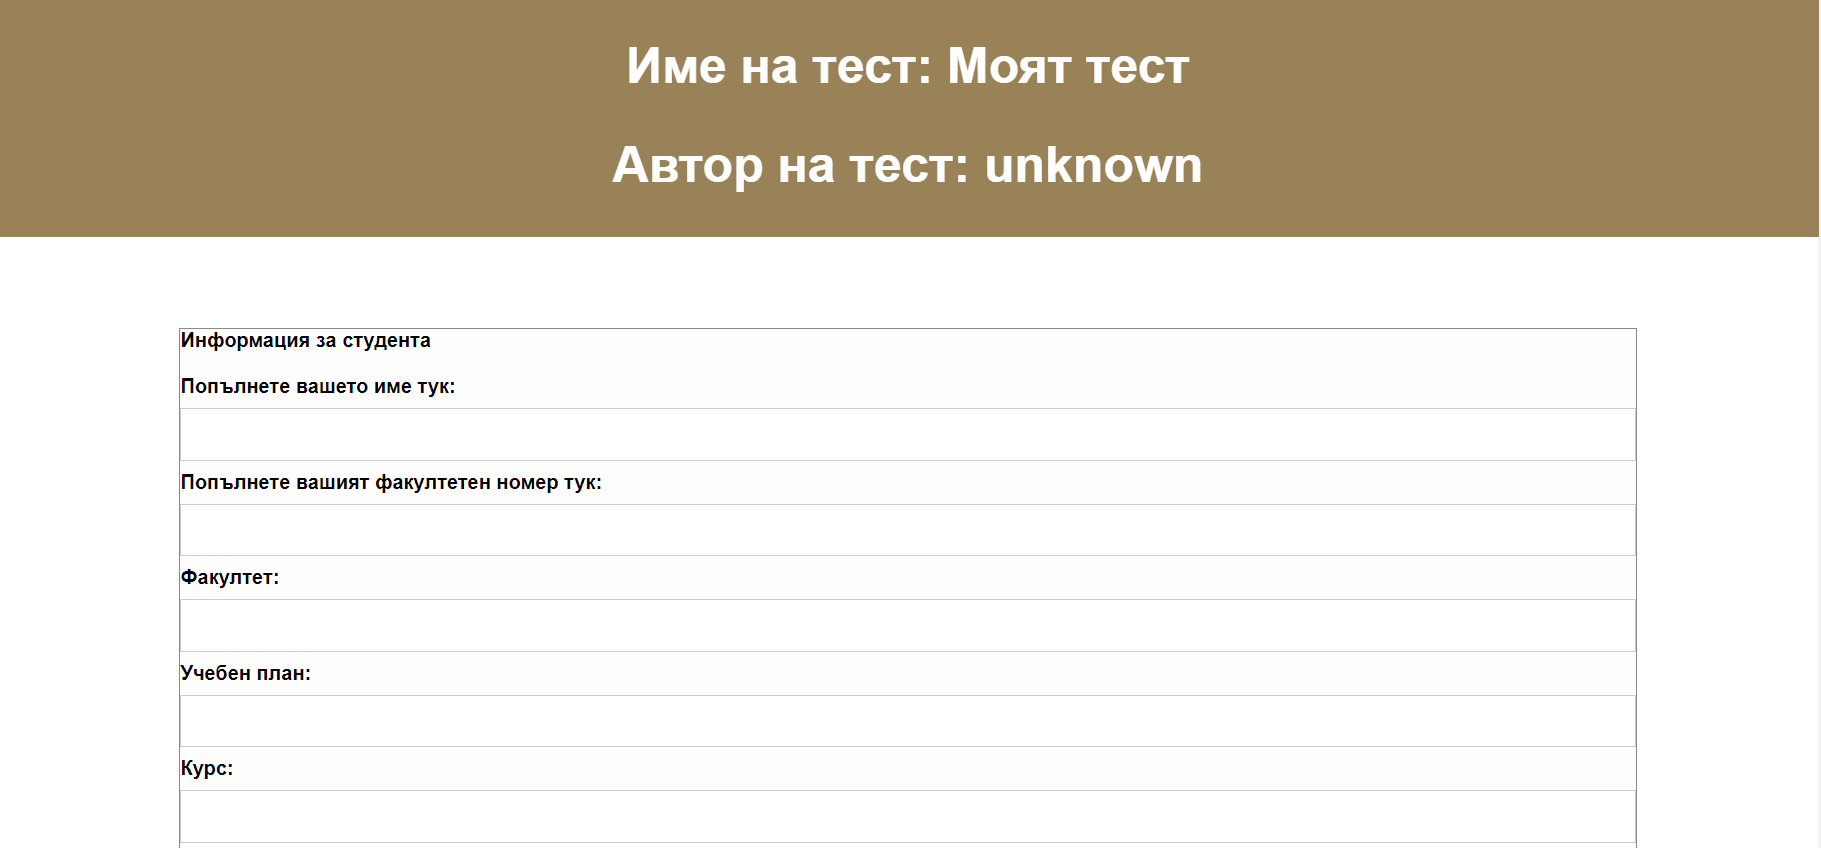 Име на тест: Моят тест
Автор на тест: unknown
Информация за студента
Попълнете вашето име тук:
Попълнете вашият факултетен номер тук:
Факултет:
Учебен план:
Курс: